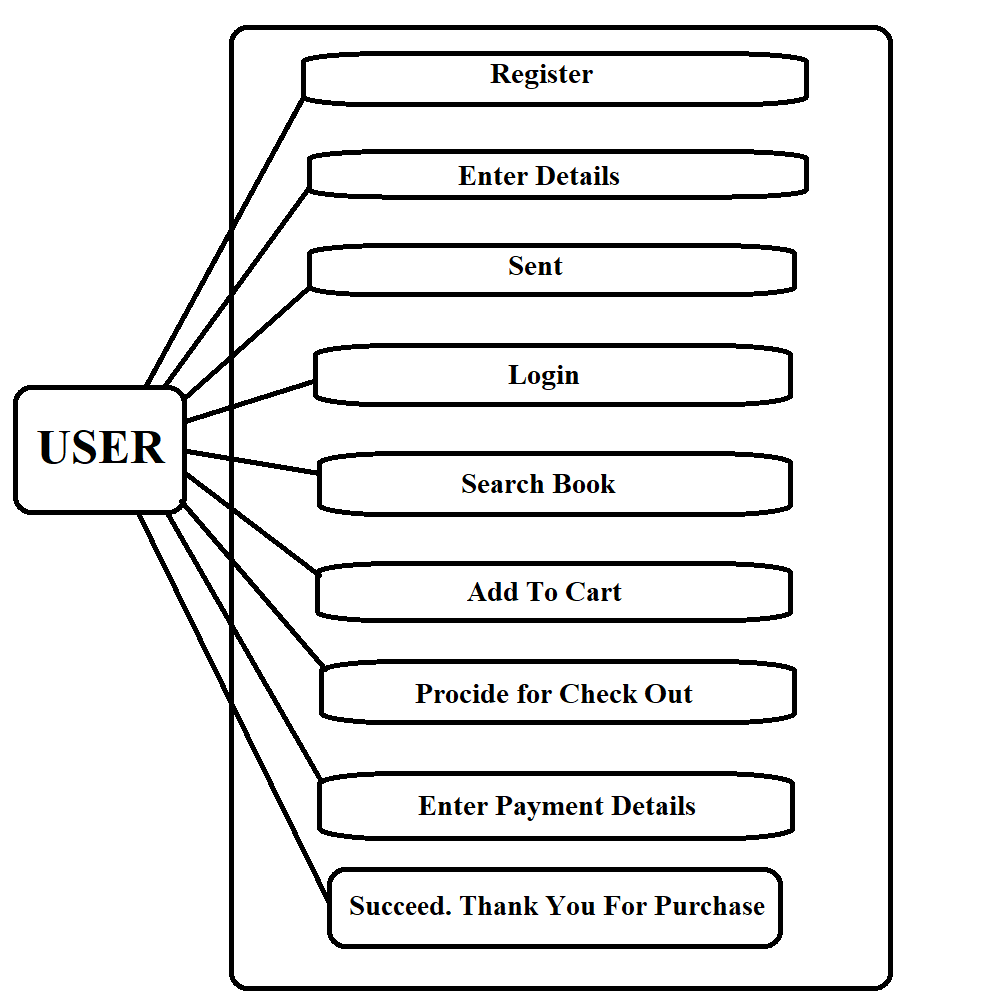 Register
Enter Details
Sent
Login
USER
Search Book
Add To Cart
Procide for Check Out
Enter Payment Details
Succeed. Thank You For Purchase